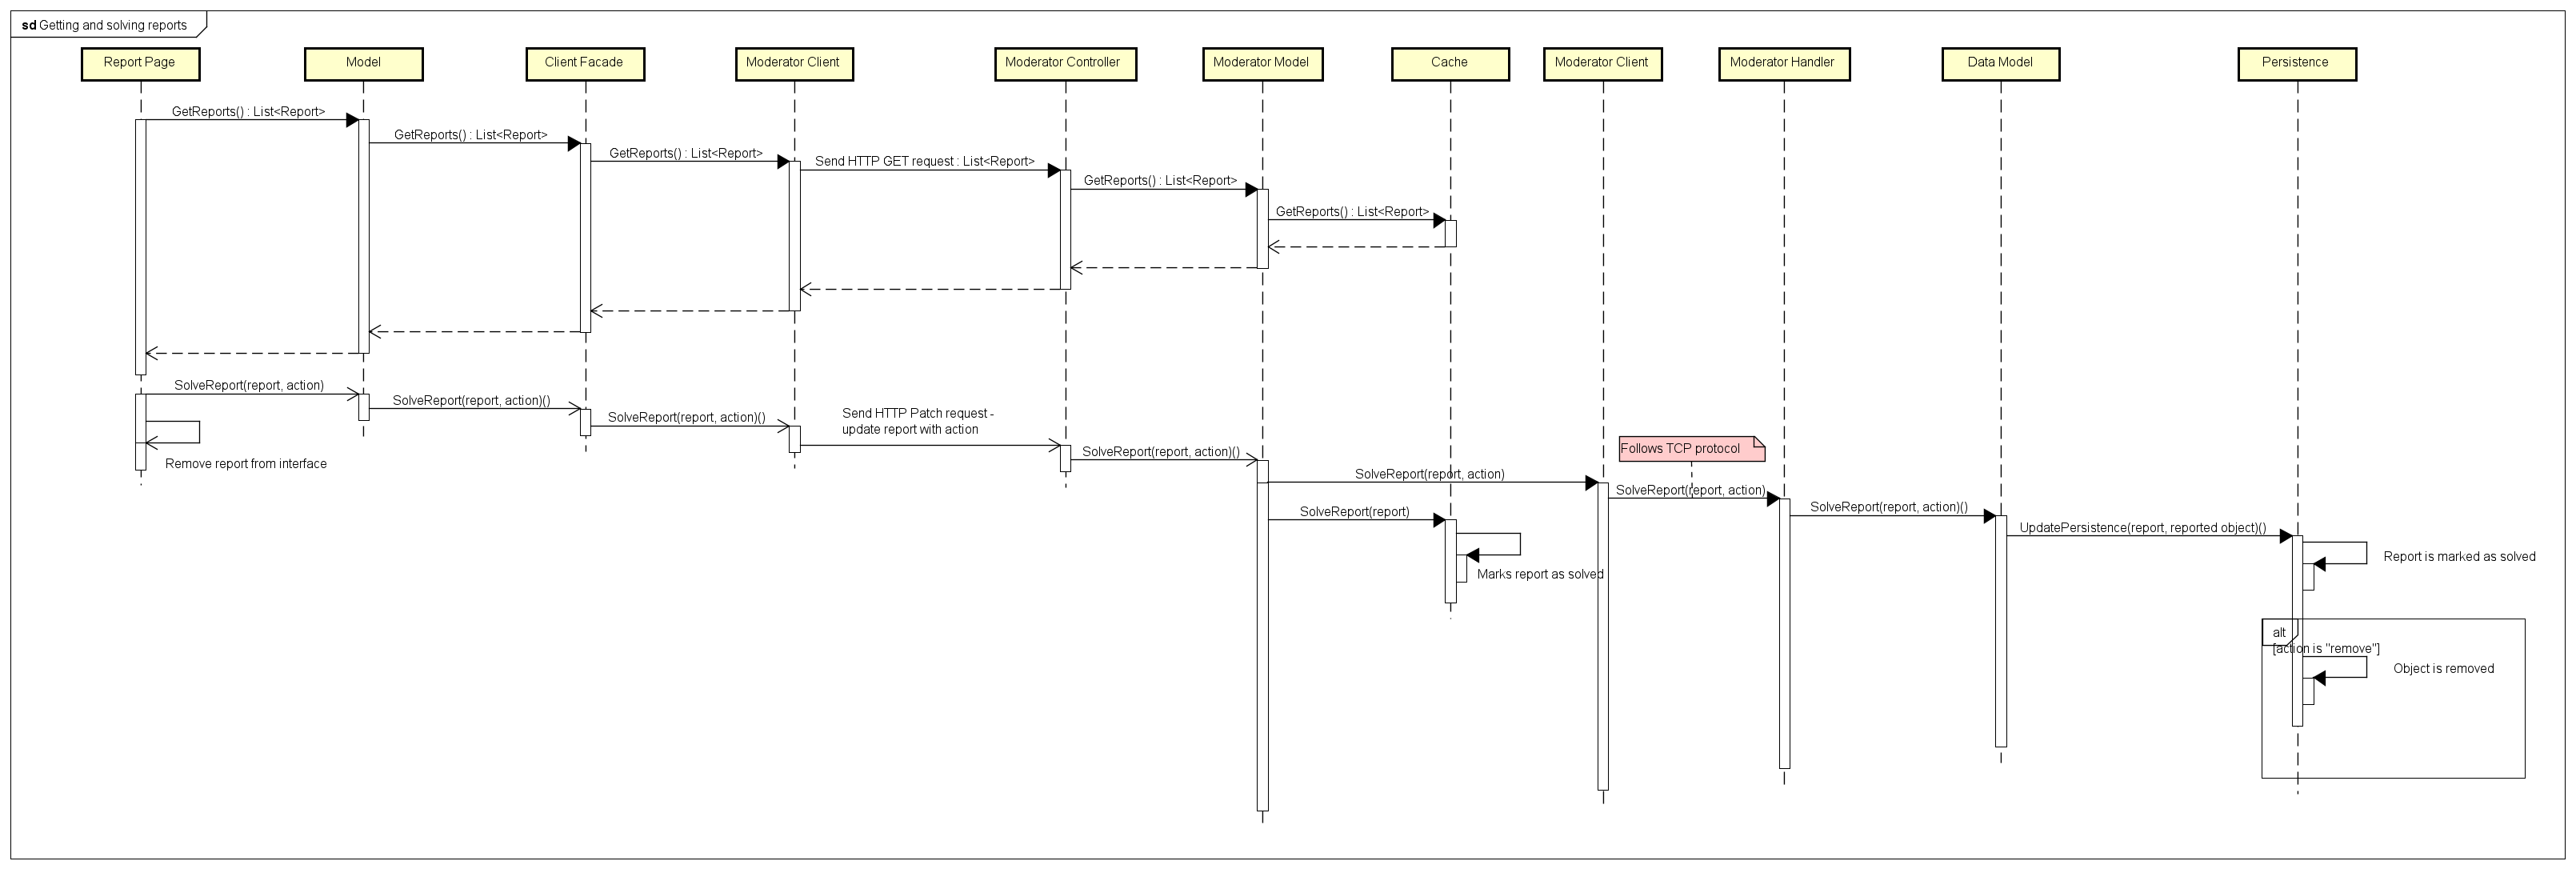 sd Getting and solving reports
Report Page
Model
Client Facade
Moderator Client
Moderator Controller
Moderator Model
Cache
Moderator Client
Moderator Handler
Data Model
Persistence
GetReports() : List<Report>
GetReports() : List<Report>
GetReports() : List<Report>
Send HTTP GET request : List<Report>
GetReports() : List<Report>
GetReports() : List<Report>
SolveReport(report, action)
SolveReport(report, action)()
SolveReport(report, action)()
Send HTTP Patch request -
update report with action
SolveReport(report, action)()
Remove report from interface
Follows TCP protocol
SolveReport(report, action)
SolveReport(report, action)
SolveReport(report, action)()
SolveReport(report)
UpdatePersistence(report, reported object)()
Report is marked as solved
Marks report as solved
alt
[action is "remove"]
Object is removed